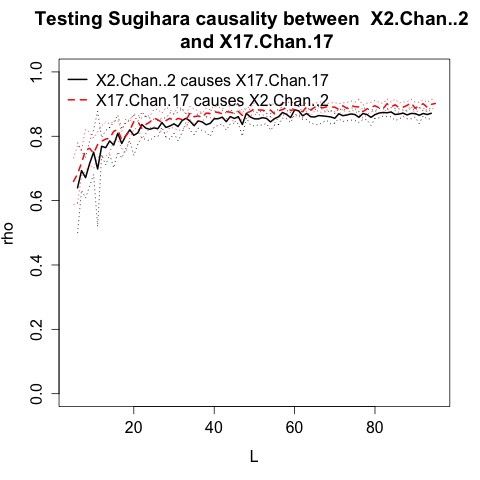 Testing Sugihara causality between  X2.Chan..2
and X17.Chan.17
X2.Chan..2 causes X17.Chan.17
X17.Chan.17 causes X2.Chan..2
rho
1.0
0.8
0.6
0.4
0.2
0.0
20 40 60 80
L